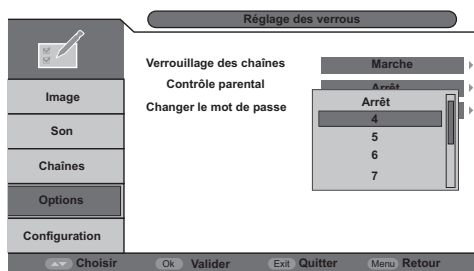 Réglage des verrous
Verrouillage des chaînes Marche
Contrôle parental Arrêt
Changer le mot de passe
Arrêt
4
5
6
7
Image
Son
Chaînes
Options
Configuration
Choisir Ok Valider Exit Quitter Menu Retour